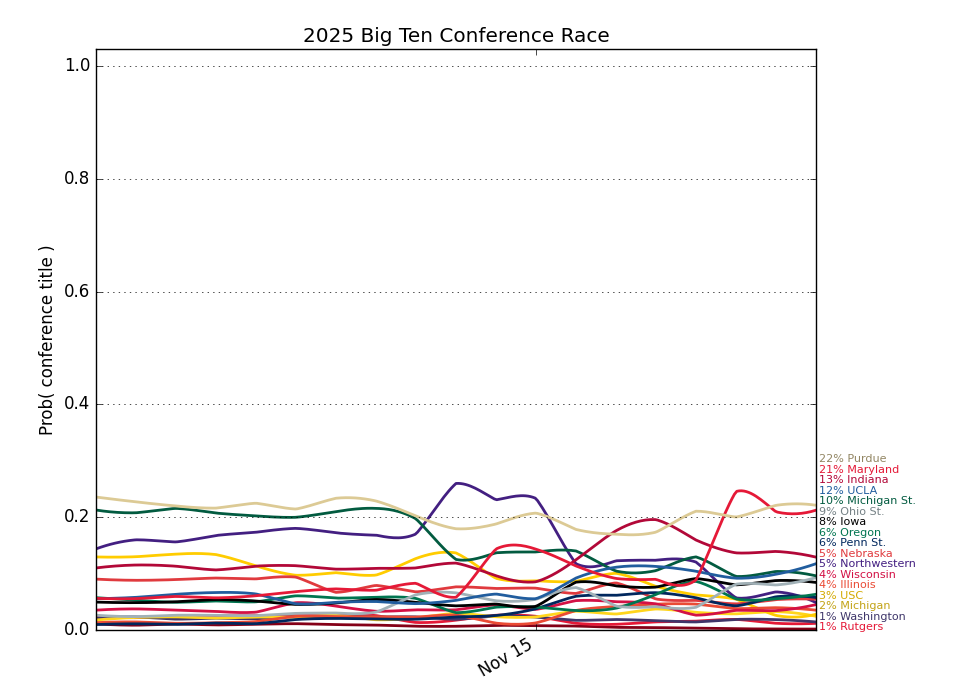 2025 Big Ten Conference Race
1.0
0.8
0.6
0.4
0.2
0.0
Prob( conference title )
Nov 15
22% Purdue
21% Maryland
13% Indiana
12% UCLA
10% Michigan St.
9% Ohio St.
8% Iowa
6% Oregon
6% Penn St.
5% Nebraska
5% Northwestern
4% Wisconsin
4% Illinois
3% USC
2% Michigan
1% Washington
1% Rutgers